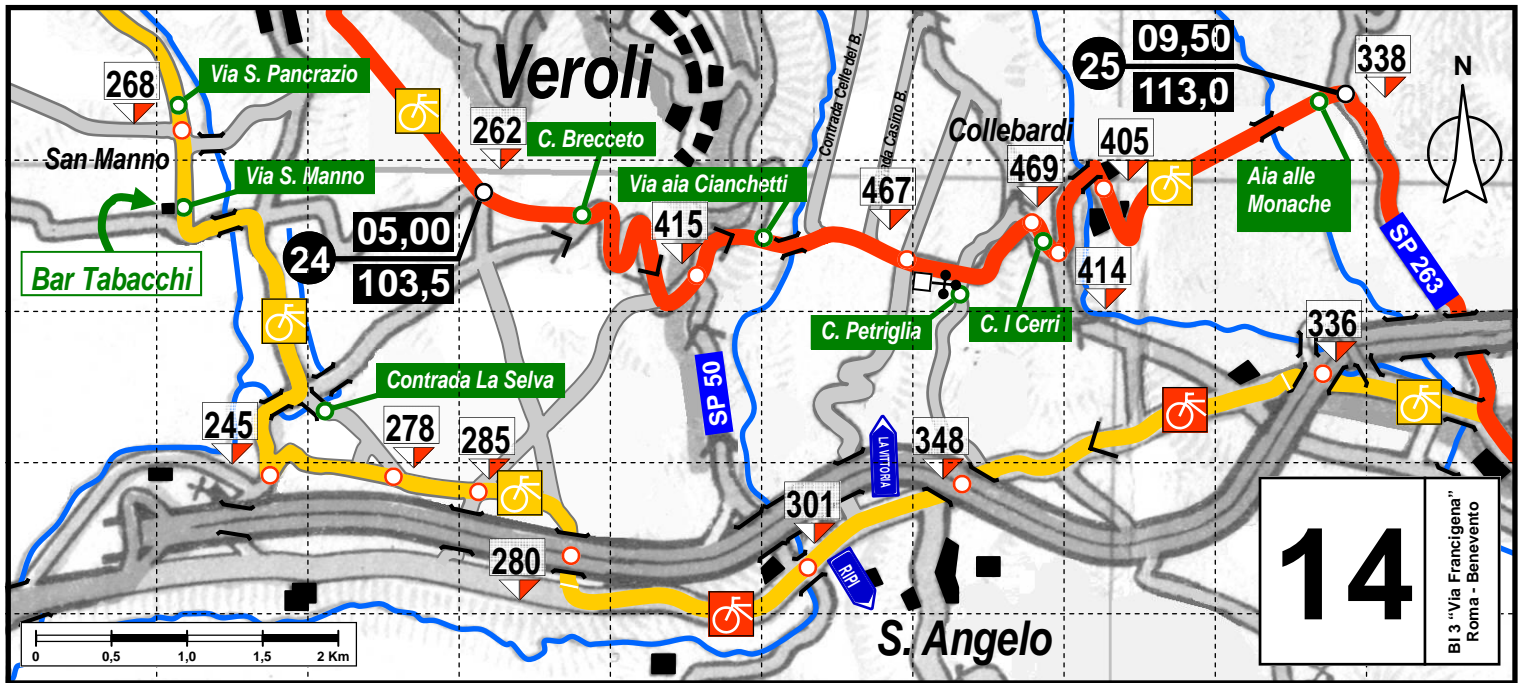 Veroli
09,50
25
113,0
338
N
268
Via S. Pancrazio
262
C. Brecceto
Contrada Celle del B.
Casino B.
Collebardi
405
San Manno
Via S. Manno
Via aia Cianchetti
467
469
Aia alle
Monache
415
05,00
24
103,5
Bar Tabacchi
SP 263
414
C. Petriglia
C. I Cerri
336
SP 50
Contrada La Selva
245
278
285
LA VITTORIA
348
301
280
RIPI
S. Angelo
0 0,5 1,0 1,5 2 Km
14
BI 3 “Via Francigena”
Roma - Benevento